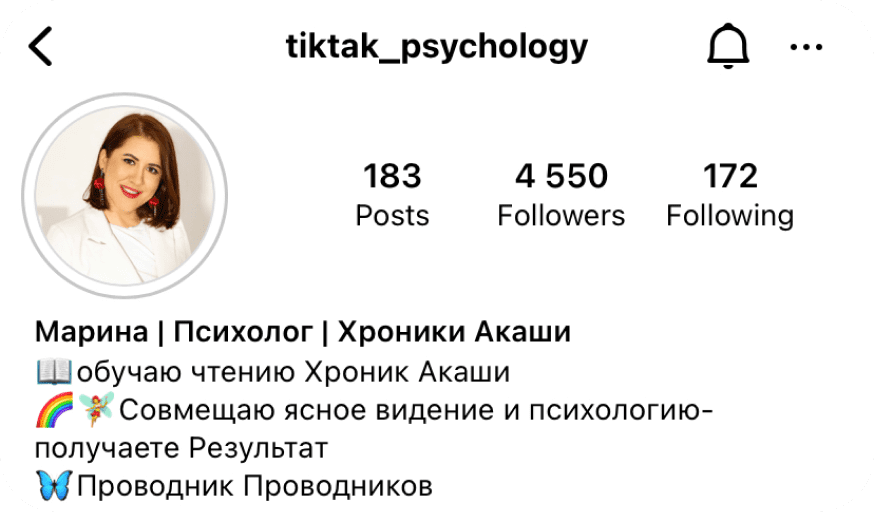 tiktak_psychology
183 4 550 172
Posts Followers Following
Марина | Психолог | Хроники Акаши
📖обучаю чтению Хроник Акаши
🌈🧚Совмещаю ясное видение и психологию-
получаете Результат
🦋Проводник Проводников